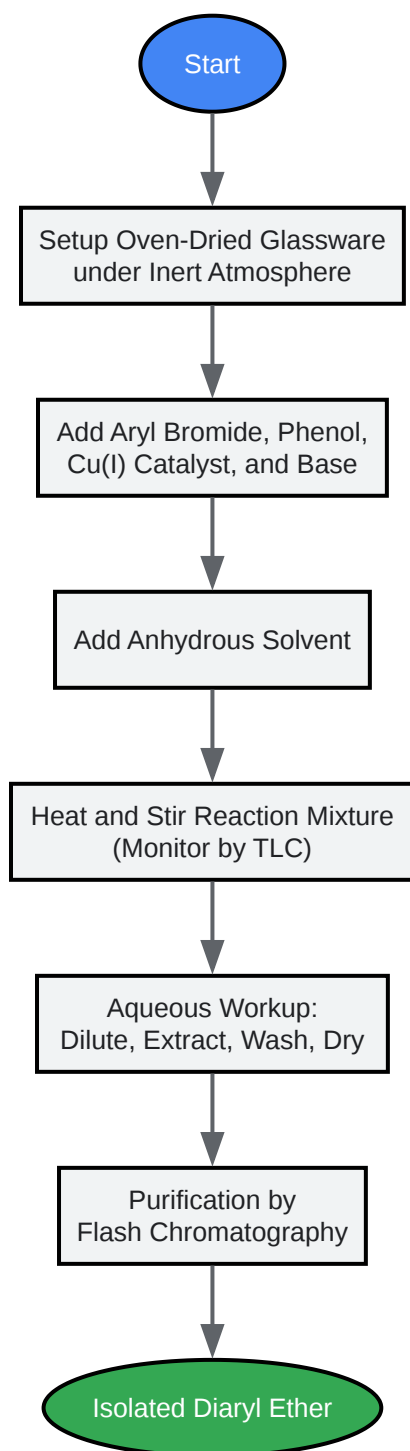 Start
Setup Oven-Dried Glassware
under Inert Atmosphere
Add Aryl Bromide, Phenol,
Cu(I) Catalyst, and Base
Add Anhydrous Solvent
Heat and Stir Reaction Mixture
(Monitor by TLC)
Aqueous Workup:
Dilute, Extract, Wash, Dry
Purification by
Flash Chromatography
Isolated Diaryl Ether